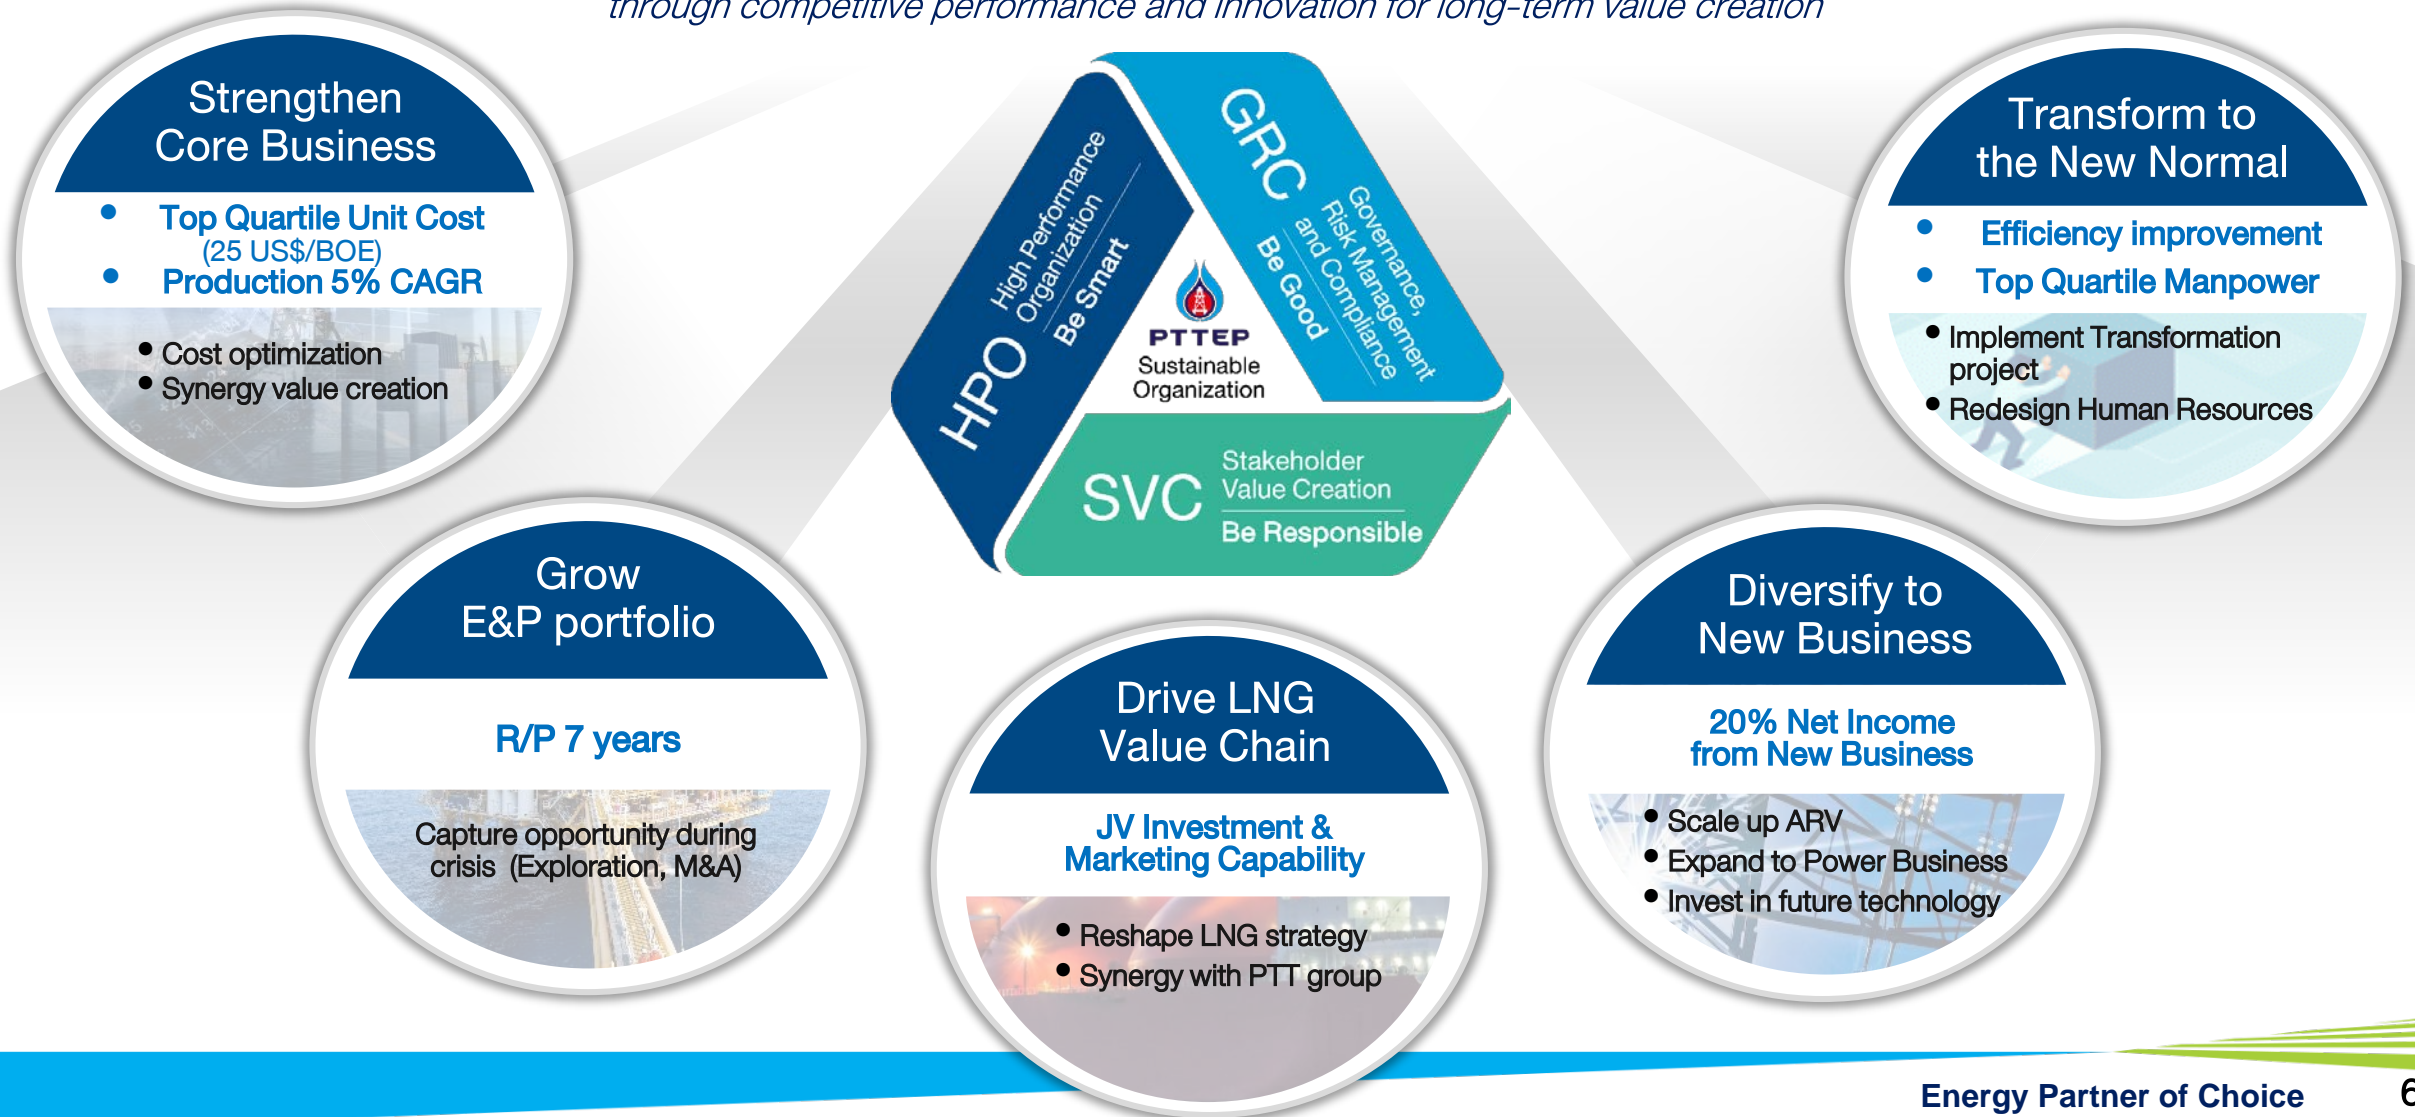 through competitive performance and innovation for long-term value creation
Strengthen
Core Business
• Top Quartile Unit Cost
(25 US$/BOE)
• Production 5% CAGR
• Cost optimization
• Synergy value creation
Grow
E&P portfolio
R/P 7 years
Capture opportunity during
crisis (Exploration, M&A)
HPO
High Performance
Organization
Be Smart
GRC
Governance,
Risk Management
and Compliance
Be Good
PTTEP
Sustainable
Organization
SVC
Stakeholder
Value Creation
Be Responsible
Drive LNG
Value Chain
JV Investment &
Marketing Capability
• Reshape LNG strategy
• Synergy with PTT group
Diversify to
New Business
20% Net Income
from New Business
• Scale up ARV
• Expand to Power Business
• Invest in future technology
Transform to
the New Normal
• Efficiency improvement
• Top Quartile Manpower
• Implement Transformation
project
• Redesign Human Resources
Energy Partner of Choice
6